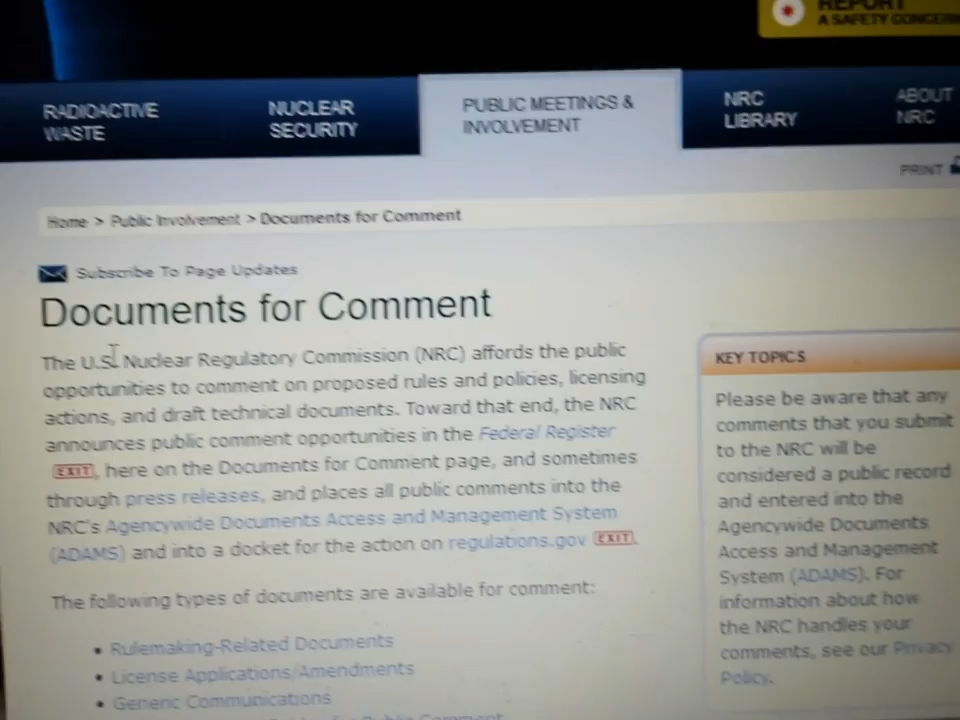 REPORT
A SAFETY CONCERN
RADIOACTIVE
WASTE
NUCLEAR
SECURITY
PUBLIC MEETINGS &
INVOLVEMENT
NRC
LIBRARY
ABOUT
NRC
PRINT
Home > Public Involvement > Documents for Comment
Subscribe To Page Updates
Documents for Comment
The U.S. Nuclear Regulatory Commission (NRC) affords the public
opportunities to comment on proposed rules and policies, licensing
actions, and draft technical documents. Toward that end, the NRC
announces public comment opportunities in the Federal Register
EXIT, here on the Documents for Comment page, and sometimes
through press releases, and places all public comments into the
NRC's Agencywide Documents Access and Management System
(ADAMS) and into a docket for the action on regulations.gov EXIT.
The following types of documents are available for comment:
• Rulemaking-Related Documents
• License Applications/Amendments
• Generic Communications
for Public Comment
KEY TOPICS
Please be aware that any
comments that you submit
to the NRC will be
considered a public record
and entered into the
Agencywide Documents
Access and Management
System (ADAMS). For
information about how
the NRC handles your
comments, see our Privacy
Policy.